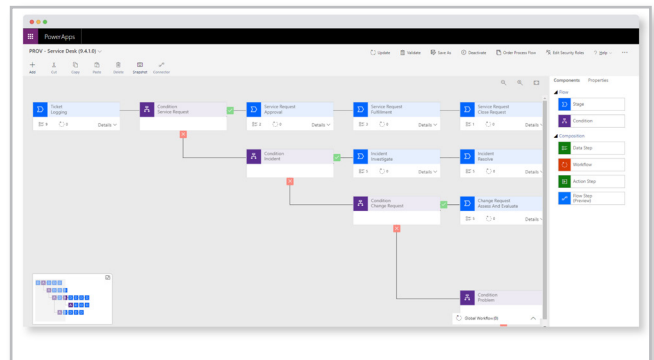 PowerApps
PROV - Service Desk (9.4.1.0)
Update Validate Save As Deactivate Order Process Flow Edit Security Roles ? Help
Add Cut Copy Paste Delete Snapshot Connector
Components Properties
Flow
Stage
Condition
Composition
Data Step
Workflow
Action Step
Flow Step
(Preview)
Ticket
Logging
Details
Condition
Service Request
Service Request
Approval
Details
Service Request
Fulfillment
Details
Service Request
Close Request
Details
Condition
Incident
Incident
Investigate
Details
Incident
Resolve
Details
Condition
Change Request
Change Request
Assess And Evaluate
Details
Condition
Problem
Global Workflow(0)